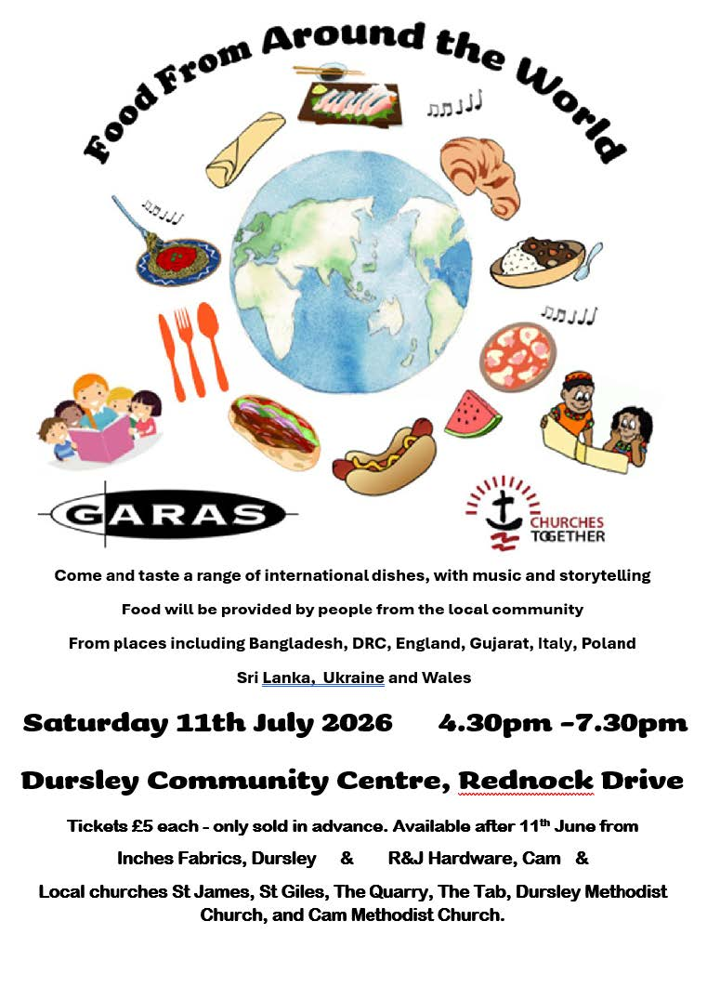 Food From Around the World
GARAS
CHURCHES
TOGETHER
Come and taste a range of international dishes, with music and storytelling
Food will be provided by people from the local community
From places including Bangladesh, DRC, England, Gujarat, Italy, Poland
Sri Lanka, Ukraine and Wales
Saturday 11th July 2026 4.30pm -7.30pm
Dursley Community Centre, Rednock Drive
Tickets £5 each - only sold in advance. Available after 11th June from
Inches Fabrics, Dursley & R&J Hardware, Cam &
Local churches St James, St Giles, The Quarry, The Tab, Dursley Methodist
Church, and Cam Methodist Church.